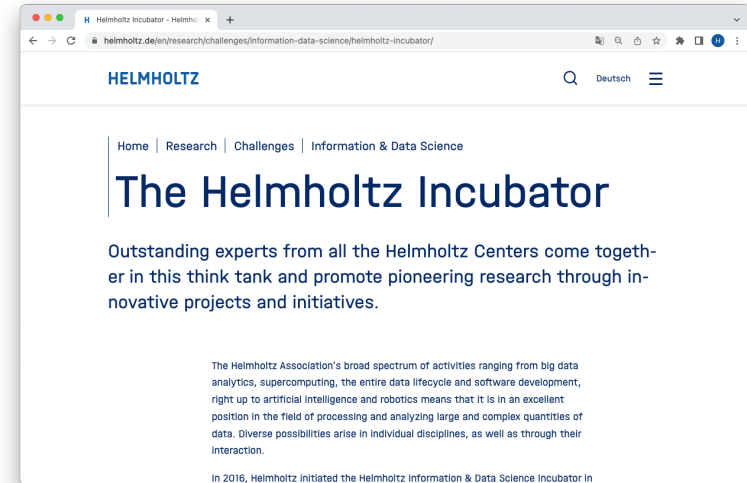 H Helmholtz Incubator - Helmhol
helmholtz.de/en/research/challenges/information-data-science/helmholtz-incubator/
H
HELMHOLTZ
Deutsch
Home | Research | Challenges | Information & Data Science
The Helmholtz Incubator
Outstanding experts from all the Helmholtz Centers come togeth-
er in this think tank and promote pioneering research through in-
novative projects and initiatives.
The Helmholtz Association's broad spectrum of activities ranging from big data
analytics, supercomputing, the entire data lifecycle and software development,
right up to artificial intelligence and robotics means that it is in an excellent
position in the field of processing and analyzing large and complex quantities of
data. Diverse possibilities arise in individual disciplines, as well as through their
interaction.
In 2016, Helmholtz initiated the Helmholtz Information & Data Science Incubator in